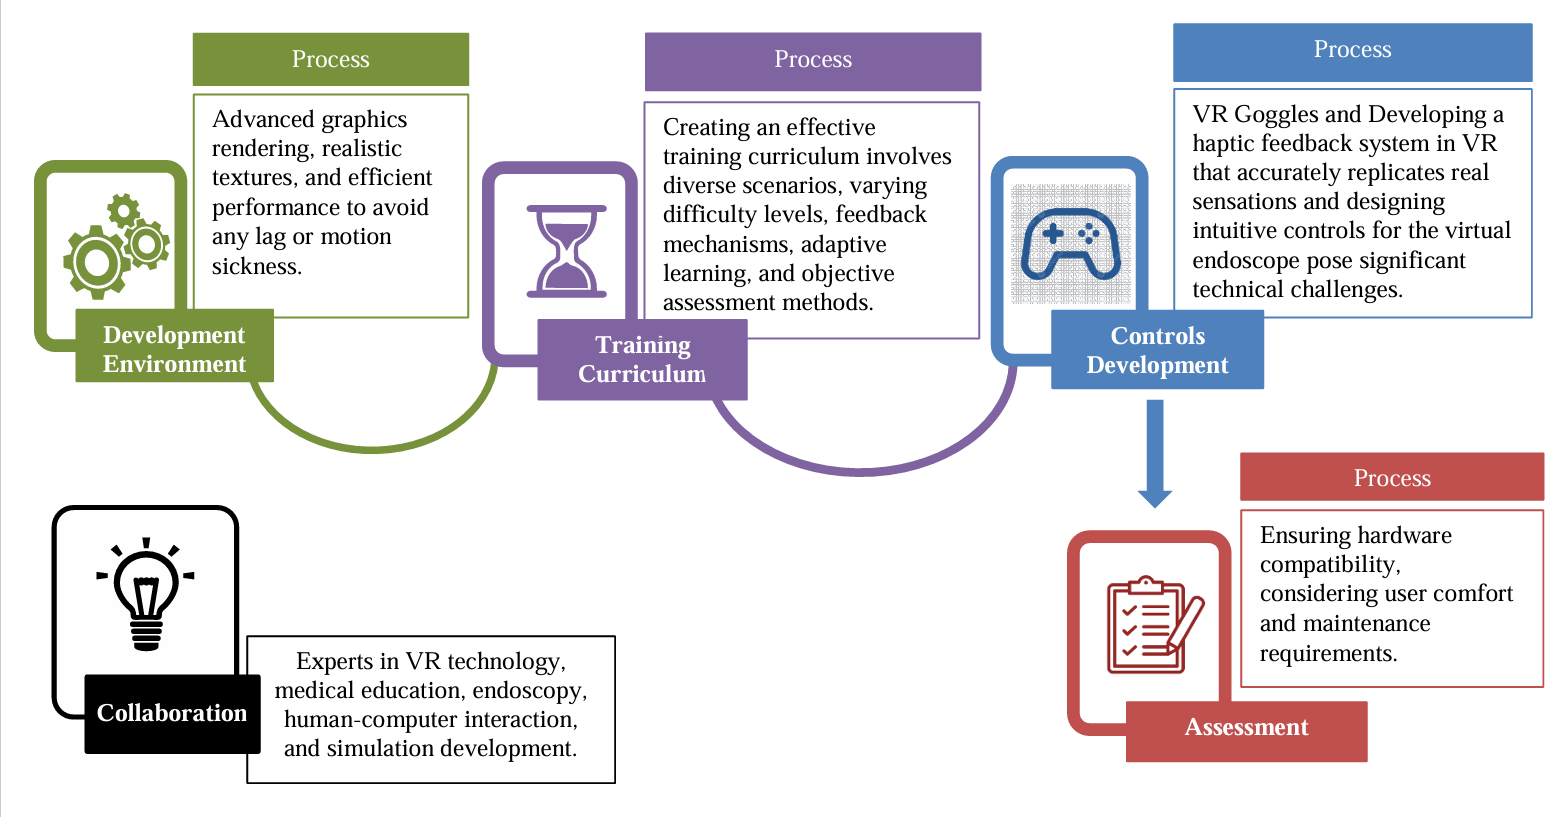 Process
Advanced graphics
rendering, realistic
textures, and efficient
performance to avoid
any lag or motion
sickness.
Development
Environment
Process
Creating an effective
training curriculum involves
diverse scenarios, varying
difficulty levels, feedback
mechanisms, adaptive
learning, and objective
assessment methods.
Training
Curriculum
Process
VR Goggles and Developing a
haptic feedback system in VR
that accurately replicates real
sensations and designing
intuitive controls for the virtual
endoscope pose significant
technical challenges.
Controls
Development
Process
Ensuring hardware
compatibility,
considering user comfort
and maintenance
requirements.
Assessment
Collaboration
Experts in VR technology,
medical education, endoscopy,
human-computer interaction,
and simulation development.